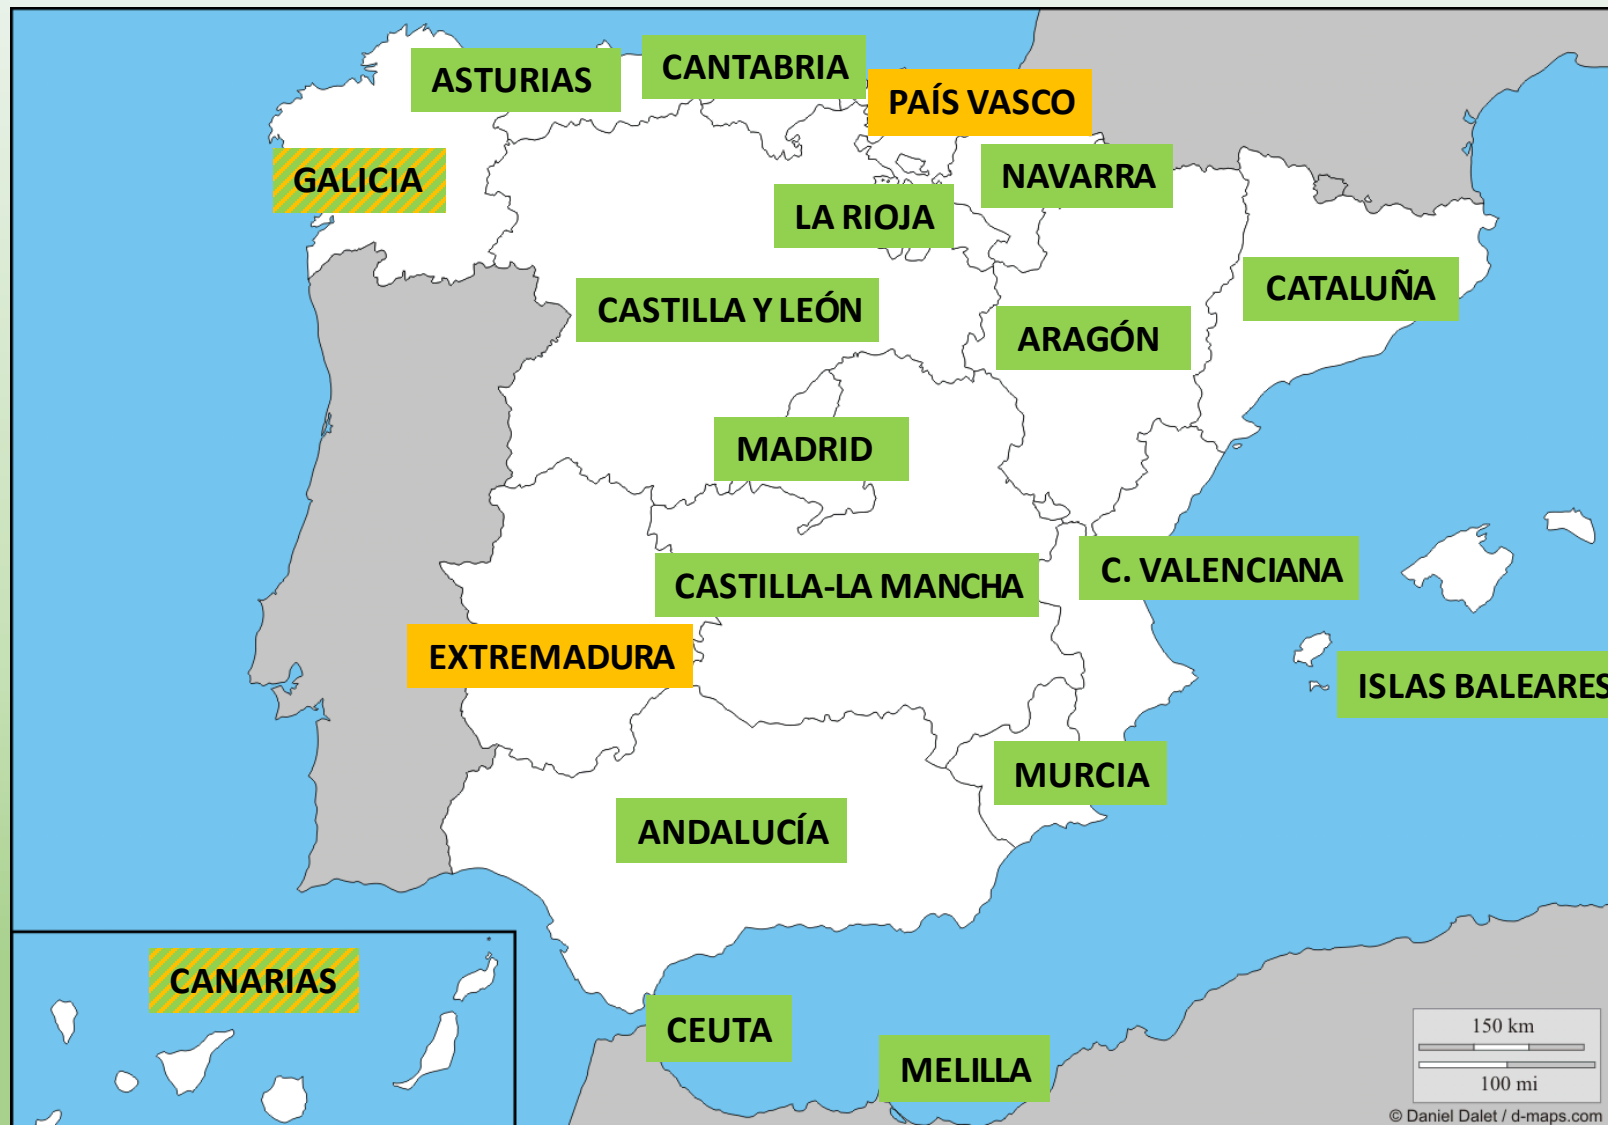 ASTURIAS
CANTABRIA
PAÍS VASCO
GALICIA
NAVARRA
LA RIOJA
CATALUÑA
CASTILLA Y LEÓN
ARAGÓN
MADRID
C. VALENCIANA
CASTILLA-LA MANCHA
EXTREMADURA
ISLAS BALEARES
MURCIA
ANDALUCÍA
CANARIAS
CEUTA
MELILLA
150 km
100 mi
© Daniel Dalet / d-maps.com